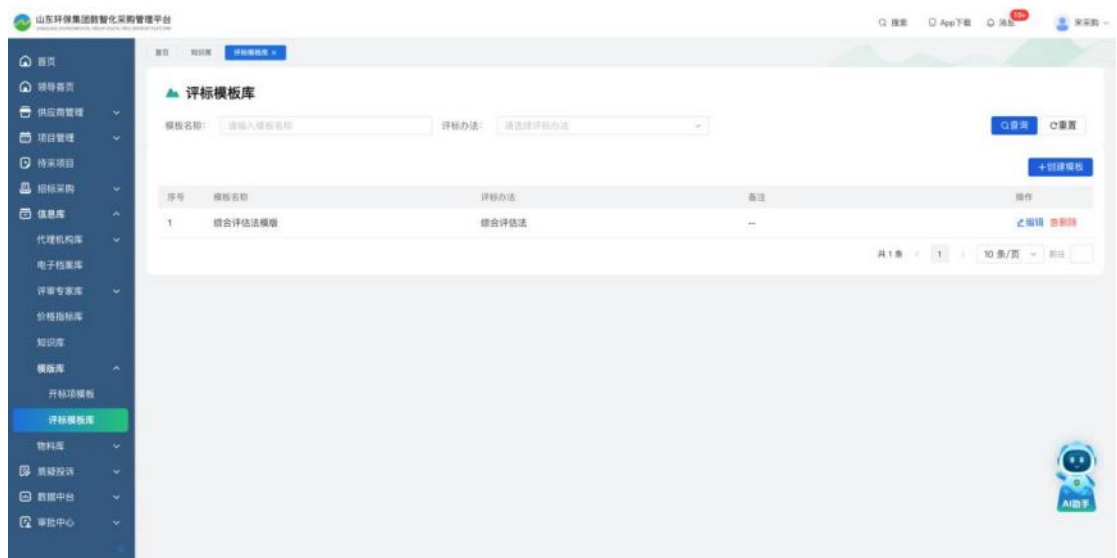 山东环保集团数智化采购管理平台
搜索 App下载 消息 10+ 宋采购
首页 知识库 评标模板库 ×
首页
领导首页
供应商管理
项目管理
待采项目
招标采购
信息库
代理机构库
电子档案库
评审专家库
价格指标库
知识库
模版库
开标项模板
评标模板库
物料库
质疑投诉
数据中台
审批中心
评标模板库
模板名称: 请输入模板名称 评标办法: 请选择评标办法 查询 重置
+创建模板
序号 模板名称 评标办法 备注 操作
1 综合评估法模版 综合评估法 -- 编辑 删除
共 1 条 1 10 条/页 前往
AI助手